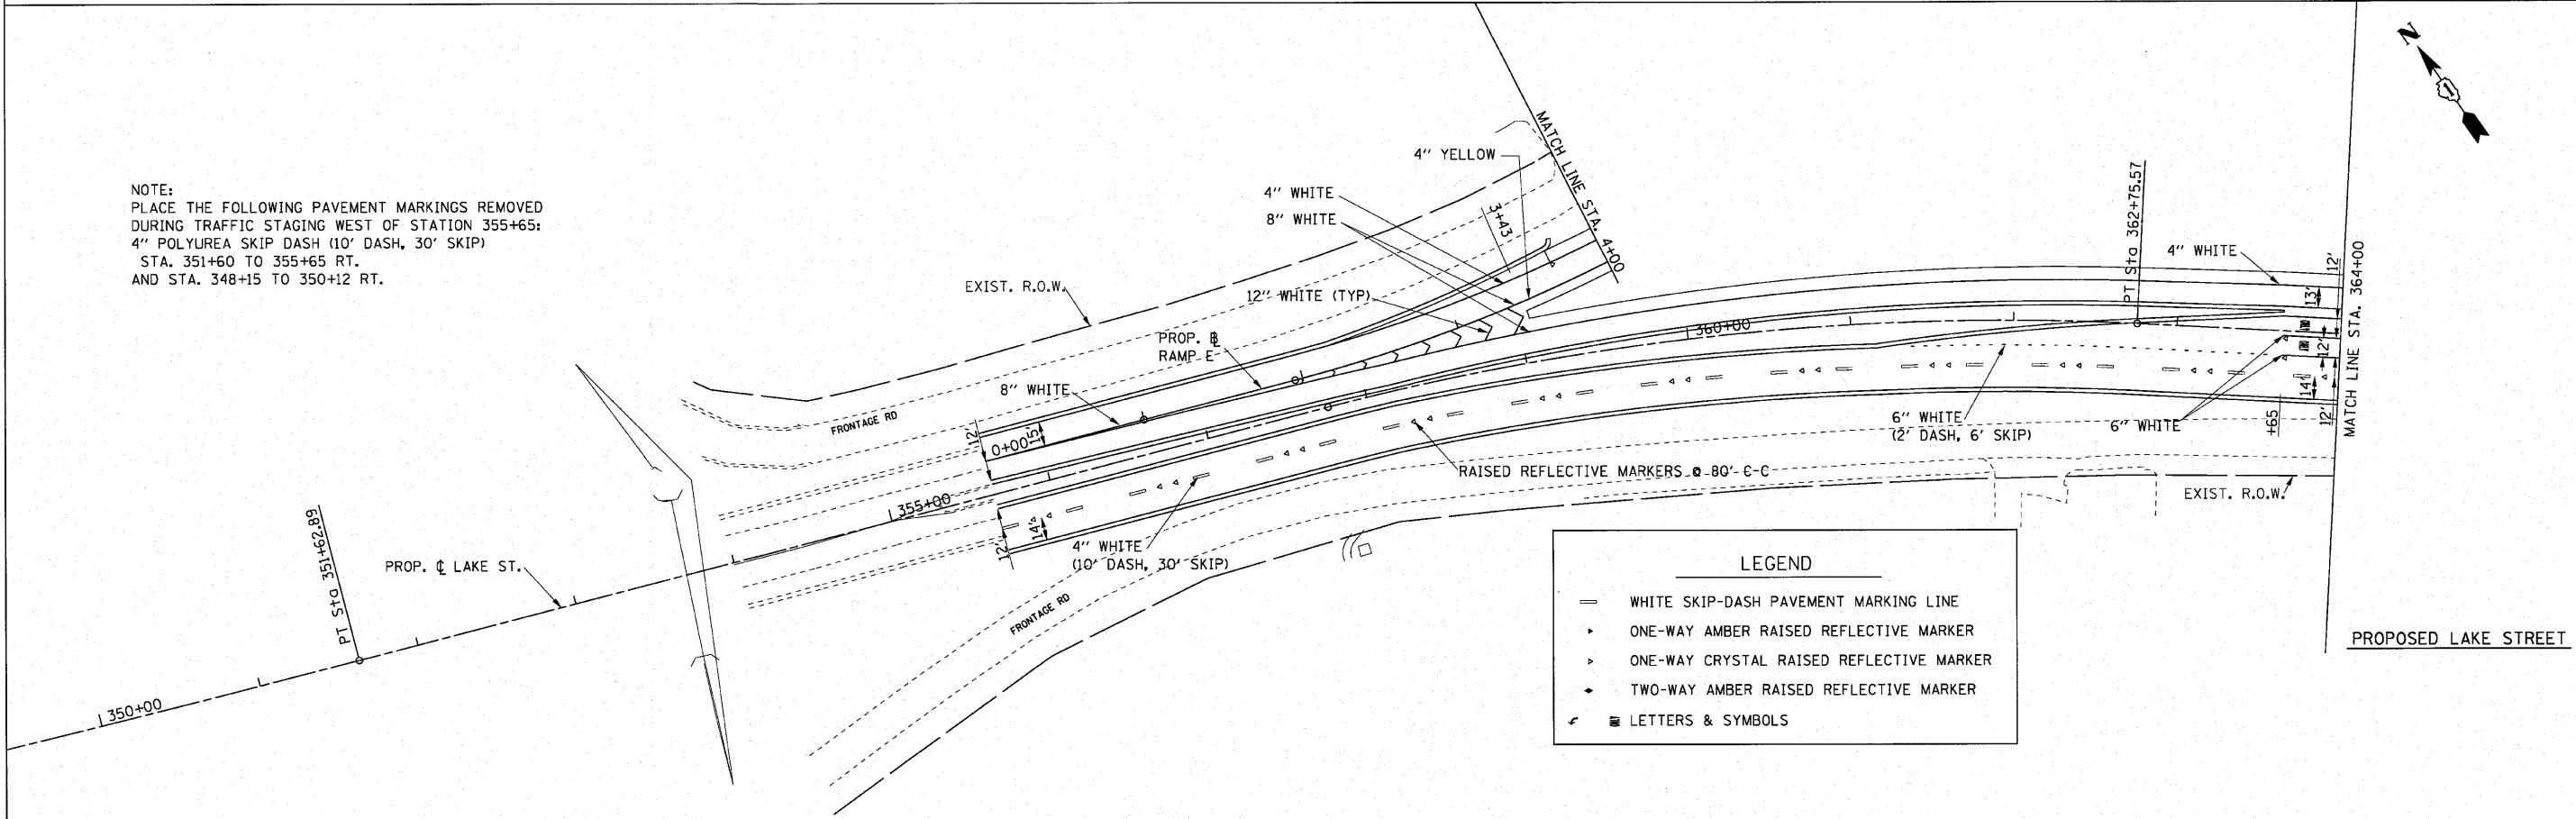 N
1
NOTE:
PLACE THE FOLLOWING PAVEMENT MARKINGS REMOVED
DURING TRAFFIC STAGING WEST OF STATION 355+65:
4" POLYUREA SKIP DASH (10' DASH, 30' SKIP)
STA. 351+60 TO 355+65 RT.
AND STA. 348+15 TO 350+12 RT.
MATCH LINE STA. 4+00
4" YELLOW
4" WHITE
8" WHITE
3+43
12" WHITE (TYP)
EXIST. R.O.W.
PROP. ℄
RAMP E
8" WHITE
FRONTAGE RD
12'
0+00
15'
355+00
360+00
PT Sta 362+75.57
4" WHITE
12'
13'
MATCH LINE STA. 364+00
12'
14'
12'
+65
6" WHITE
(2' DASH, 6' SKIP)
6" WHITE
RAISED REFLECTIVE MARKERS @ 80' C-C
EXIST. R.O.W.
14'
12'
4" WHITE
(10' DASH, 30' SKIP)
FRONTAGE RD
PT Sta 351+62.89
PROP. ℄ LAKE ST.
350+00
LEGEND
WHITE SKIP-DASH PAVEMENT MARKING LINE
ONE-WAY AMBER RAISED REFLECTIVE MARKER
ONE-WAY CRYSTAL RAISED REFLECTIVE MARKER
TWO-WAY AMBER RAISED REFLECTIVE MARKER
LETTERS & SYMBOLS
PROPOSED LAKE STREET